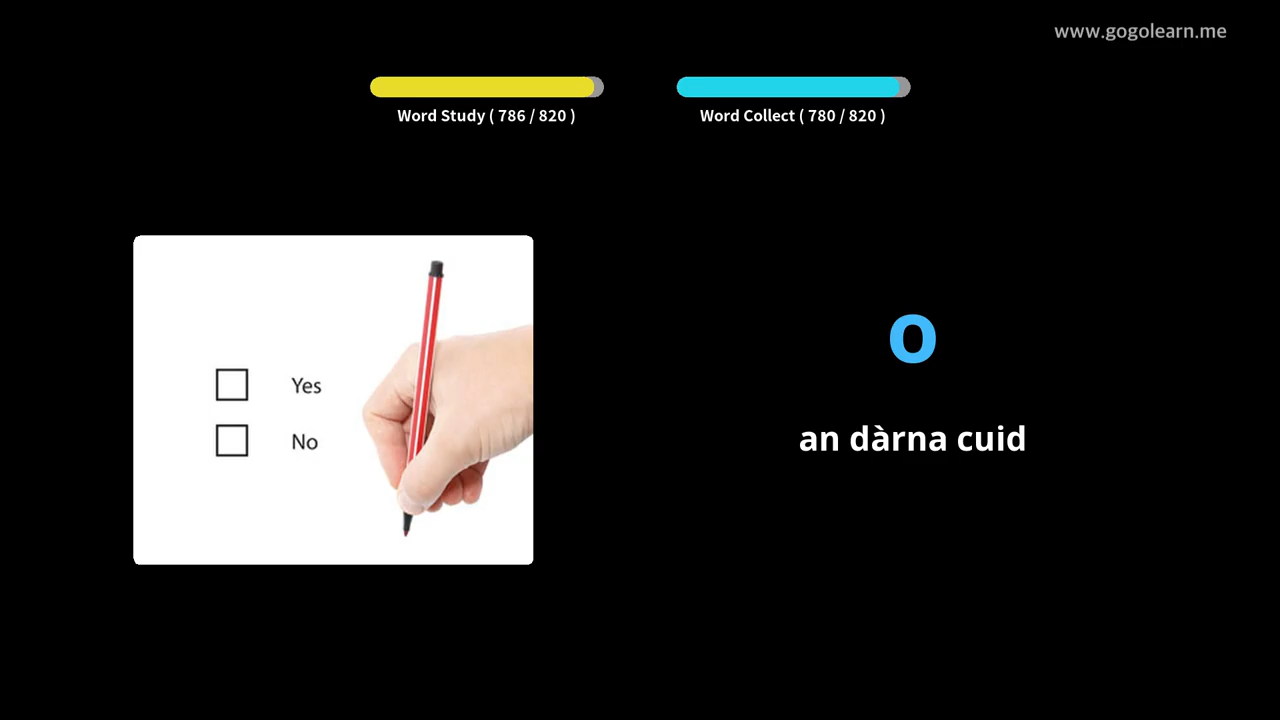 www.gogolearn.me
Word Study ( 786 / 820 )
Word Collect ( 780 / 820 )
Yes
No
o
an dàrna cuid